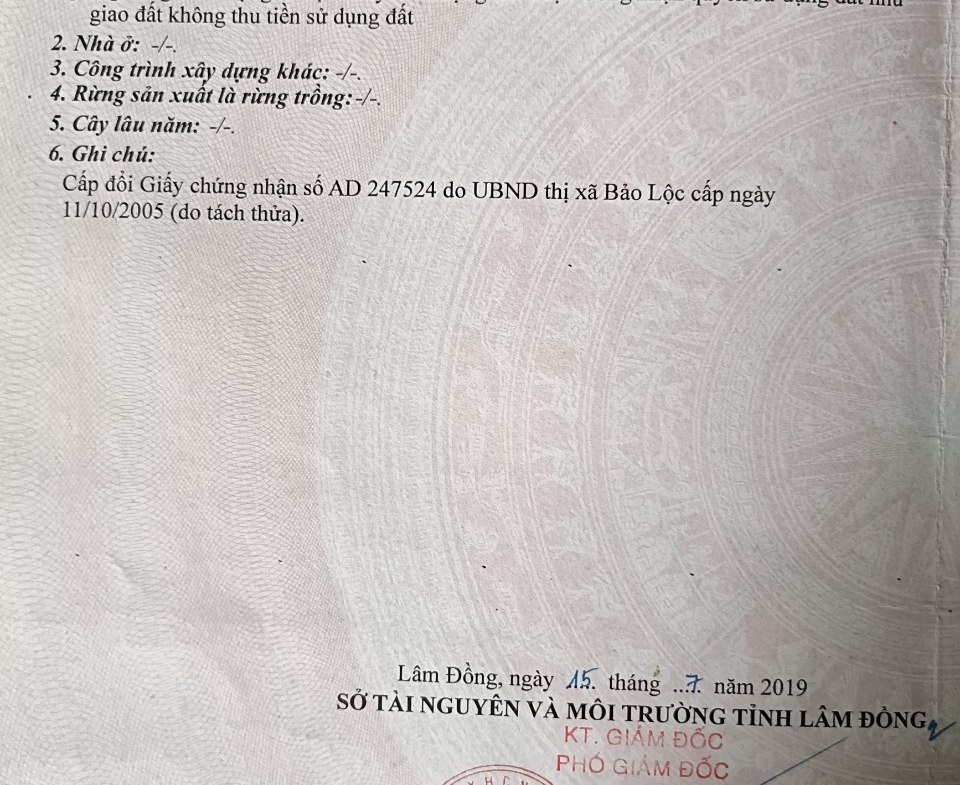 giao đất không thu tiền sử dụng đất
2. Nhà ở: -/-.
3. Công trình xây dựng khác: -/-.
4. Rừng sản xuất là rừng trồng: -/-.
5. Cây lâu năm: -/-.
6. Ghi chú:
Cấp đổi Giấy chứng nhận số AD 247524 do UBND thị xã Bảo Lộc cấp ngày
11/10/2005 (do tách thửa).
Lâm Đồng, ngày 15 tháng 7 năm 2019
SỞ TÀI NGUYÊN VÀ MÔI TRƯỜNG TỈNH LÂM ĐỒNG
KT. GIÁM ĐỐC
PHÓ GIÁM ĐỐC